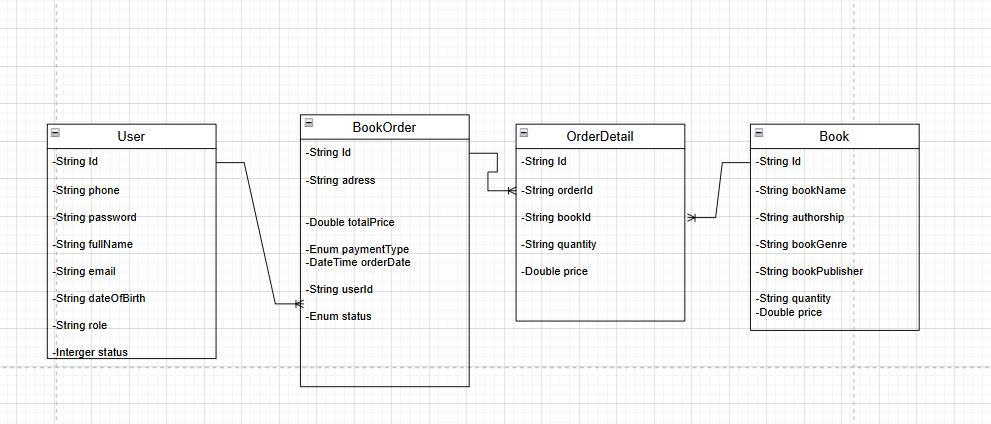 User
-String Id
-String phone
-String password
-String fullName
-String email
-String dateOfBirth
-String role
-Interger status
BookOrder
-String Id
-String adress
-Double totalPrice
-Enum paymentType
-DateTime orderDate
-String userId
-Enum status
OrderDetail
-String Id
-String orderId
-String bookId
-String quantity
-Double price
Book
-String Id
-String bookName
-String authorship
-String bookGenre
-String bookPublisher
-String quantity
-Double price